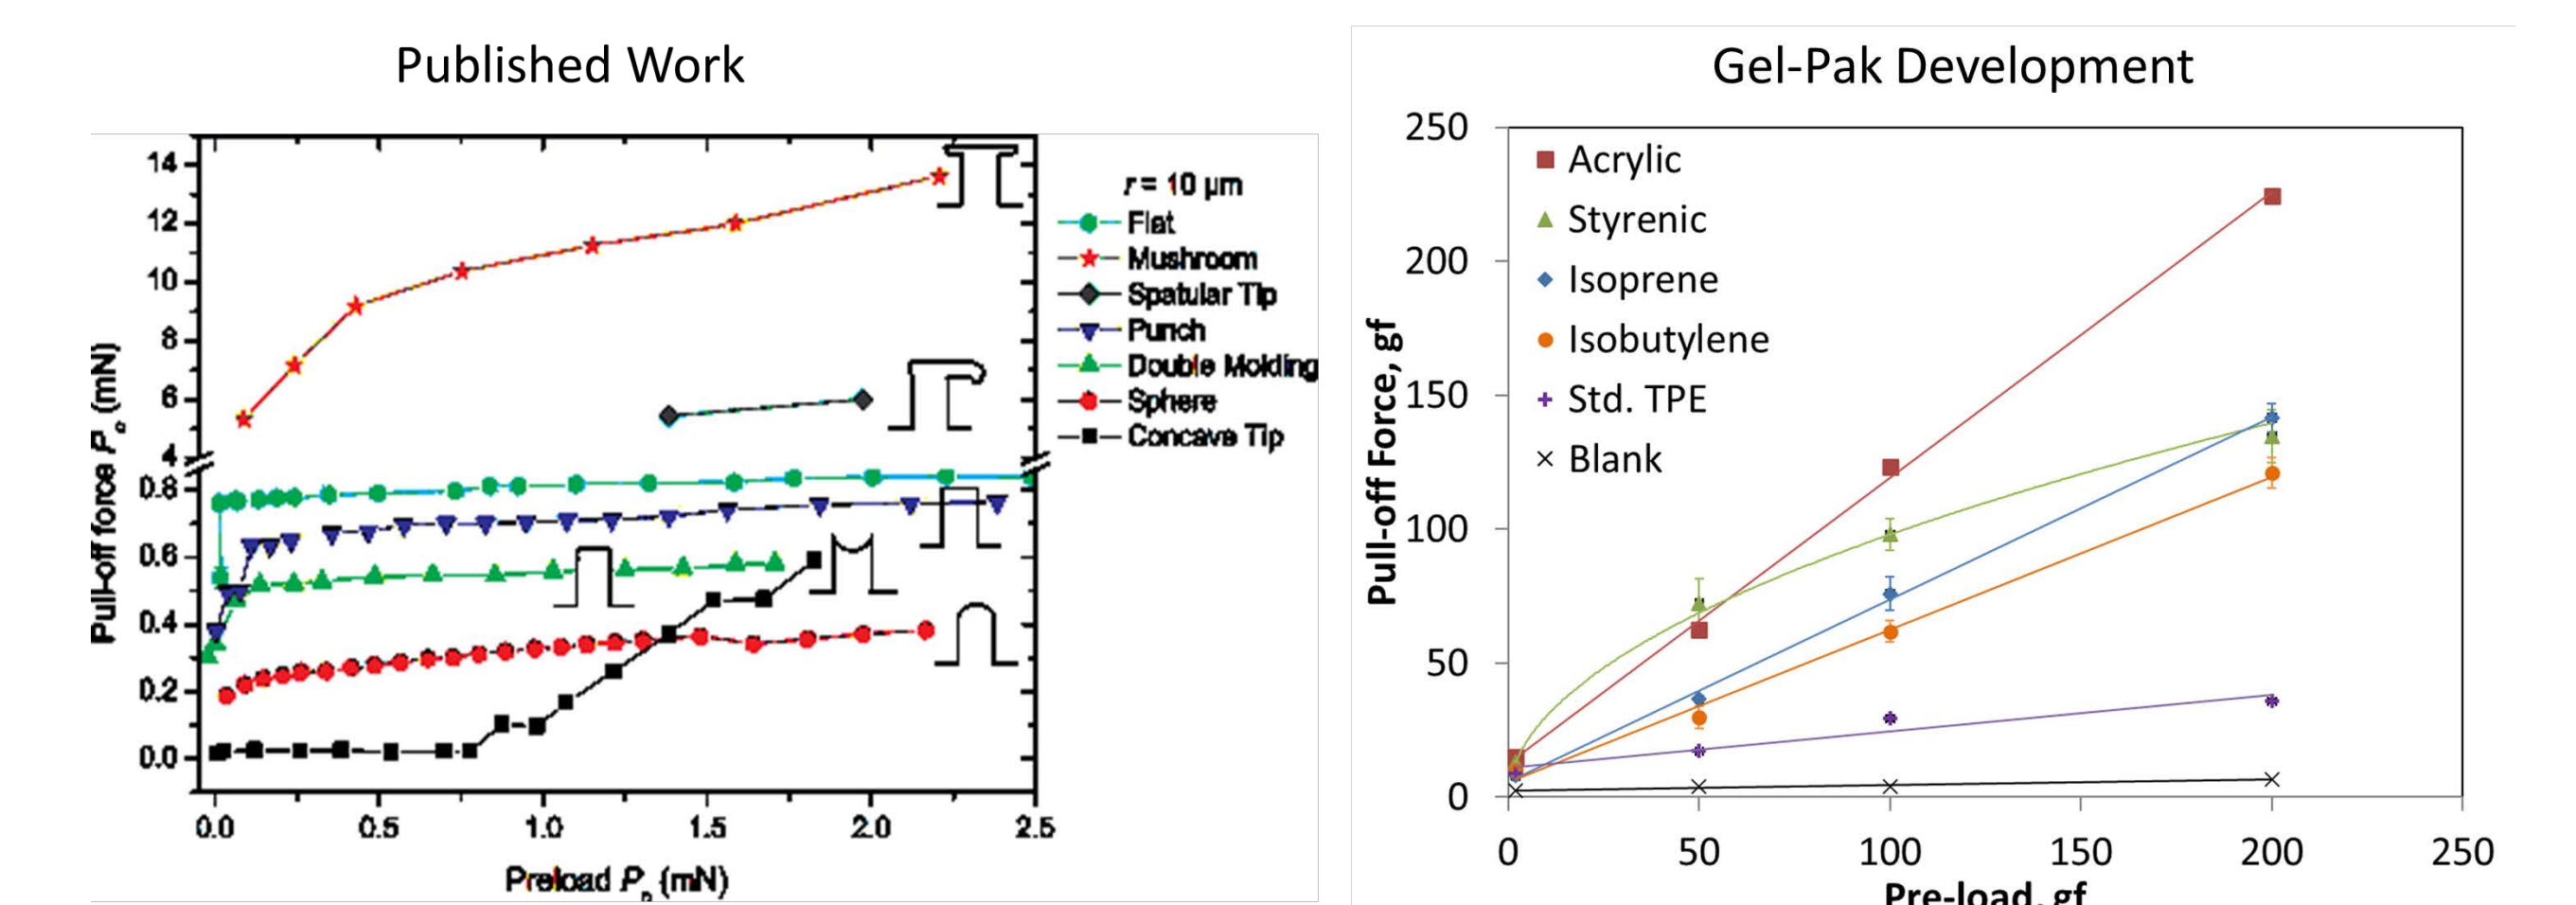 Published Work
14
12
10
8
6
4
0.8
0.6
0.4
0.2
0.0
Pull-off force Pc (mN)
0.0 0.5 1.0 1.5 2.0 2.5
Preload Pp (mN)
r = 10 µm
Flat
Mushroom
Spatular Tip
Punch
Double Molding
Sphere
Concave Tip
Gel-Pak Development
250
200
150
100
50
0
Pull-off Force, gf
Acrylic
Styrenic
Isoprene
Isobutylene
Std. TPE
Blank
0 50 100 150 200 250
Pre-load, gf